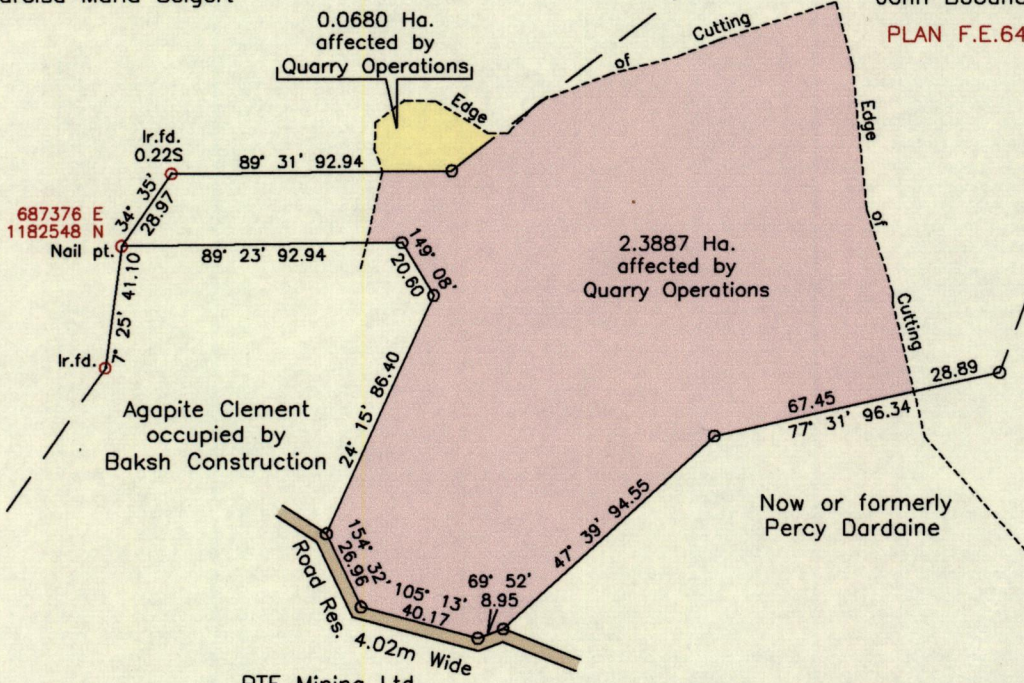 0.0680 Ha.
affected by
Quarry Operations
PLAN F.E.64
Edge
of
Cutting
Ir.fd.
0.22S
89° 31' 92.94
34° 35'
28.97
687376 E
1182548 N
Nail pt.
89° 23' 92.94
149° 08'
20.60
7° 25' 41.10
Ir.fd.
2.3887 Ha.
affected by
Quarry Operations
Edge
of
Cutting
28.89
67.45
77° 31' 96.34
24° 15' 86.40
Agapite Clement
occupied by
Baksh Construction
Now or formerly
Percy Dardaine
47° 39' 94.55
154° 32'
26.96
105° 13'
40.17
69° 52'
8.95
Road Res.
4.02m Wide